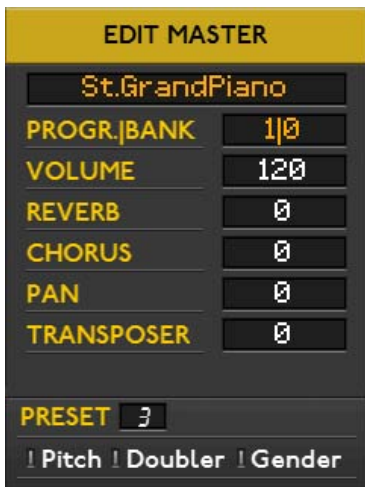 EDIT MASTER
St.GrandPiano
PROGR.|BANK 1|0
VOLUME 120
REVERB 0
CHORUS 0
PAN 0
TRANSPOSER 0
PRESET 3
Pitch Doubler Gender